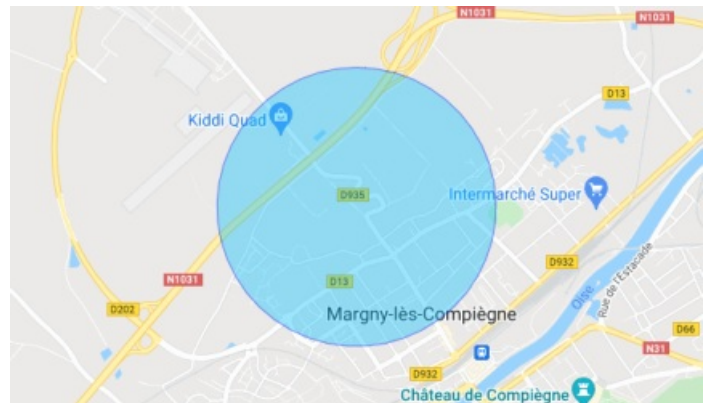 N1031
N1031
D13
Kiddi Quad
D935
Intermarché Super
D932
Rue de l'Estacade
Oise
N1031
D13
D202
Margny-lès-Compiègne
D66
N31
D932
Château de Compiègne